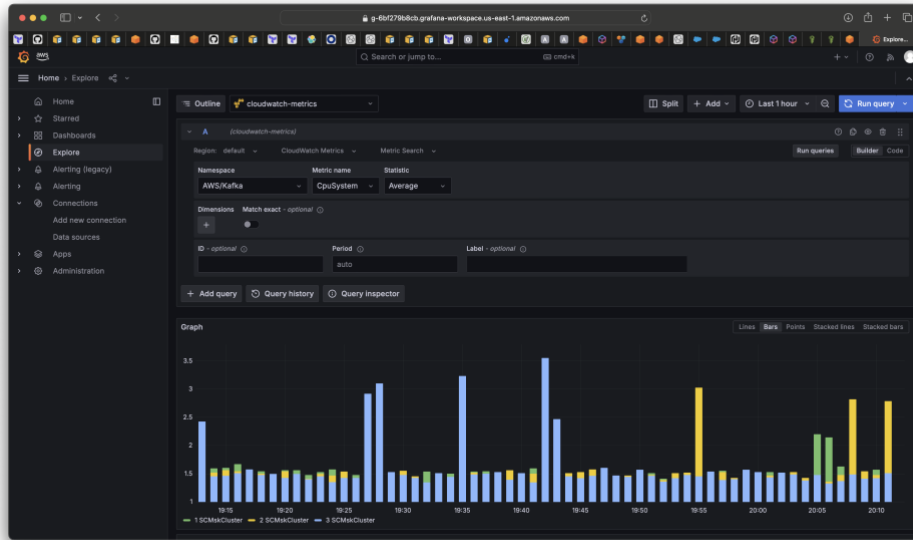 g-6bf279b8cb.grafana-workspace.us-east-1.amazonaws.com
Explore...
aws
Search or jump to...
cmd+k
Home › Explore
Home
Starred
Dashboards
Explore
Alerting (legacy)
Alerting
Connections
Add new connection
Data sources
Apps
Administration
Outline
cloudwatch-metrics
Split
+ Add
Last 1 hour
Run query
A (cloudwatch-metrics)
Region: default
CloudWatch Metrics
Metric Search
Run queries
Builder
Code
Namespace
Metric name
Statistic
AWS/Kafka
CpuSystem
Average
Dimensions
Match exact - optional
+
ID - optional
Period
Label - optional
auto
+ Add query
Query history
Query inspector
Graph
Lines
Bars
Points
Stacked lines
Stacked bars
3.5
3
2.5
2
1.5
1
19:15
19:20
19:25
19:30
19:35
19:40
19:45
19:50
19:55
20:00
20:05
20:10
1 SCMskCluster
2 SCMskCluster
3 SCMskCluster